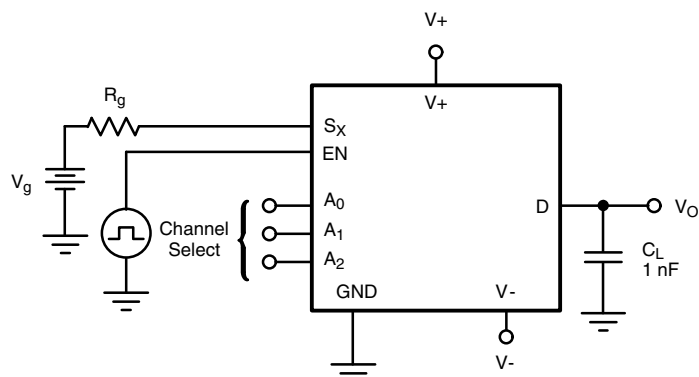 V+
V+
Rg
SX
EN
Vg
A0
Channel
Select
A1
A2
D
VO
CL
1 nF
GND
V-
V-